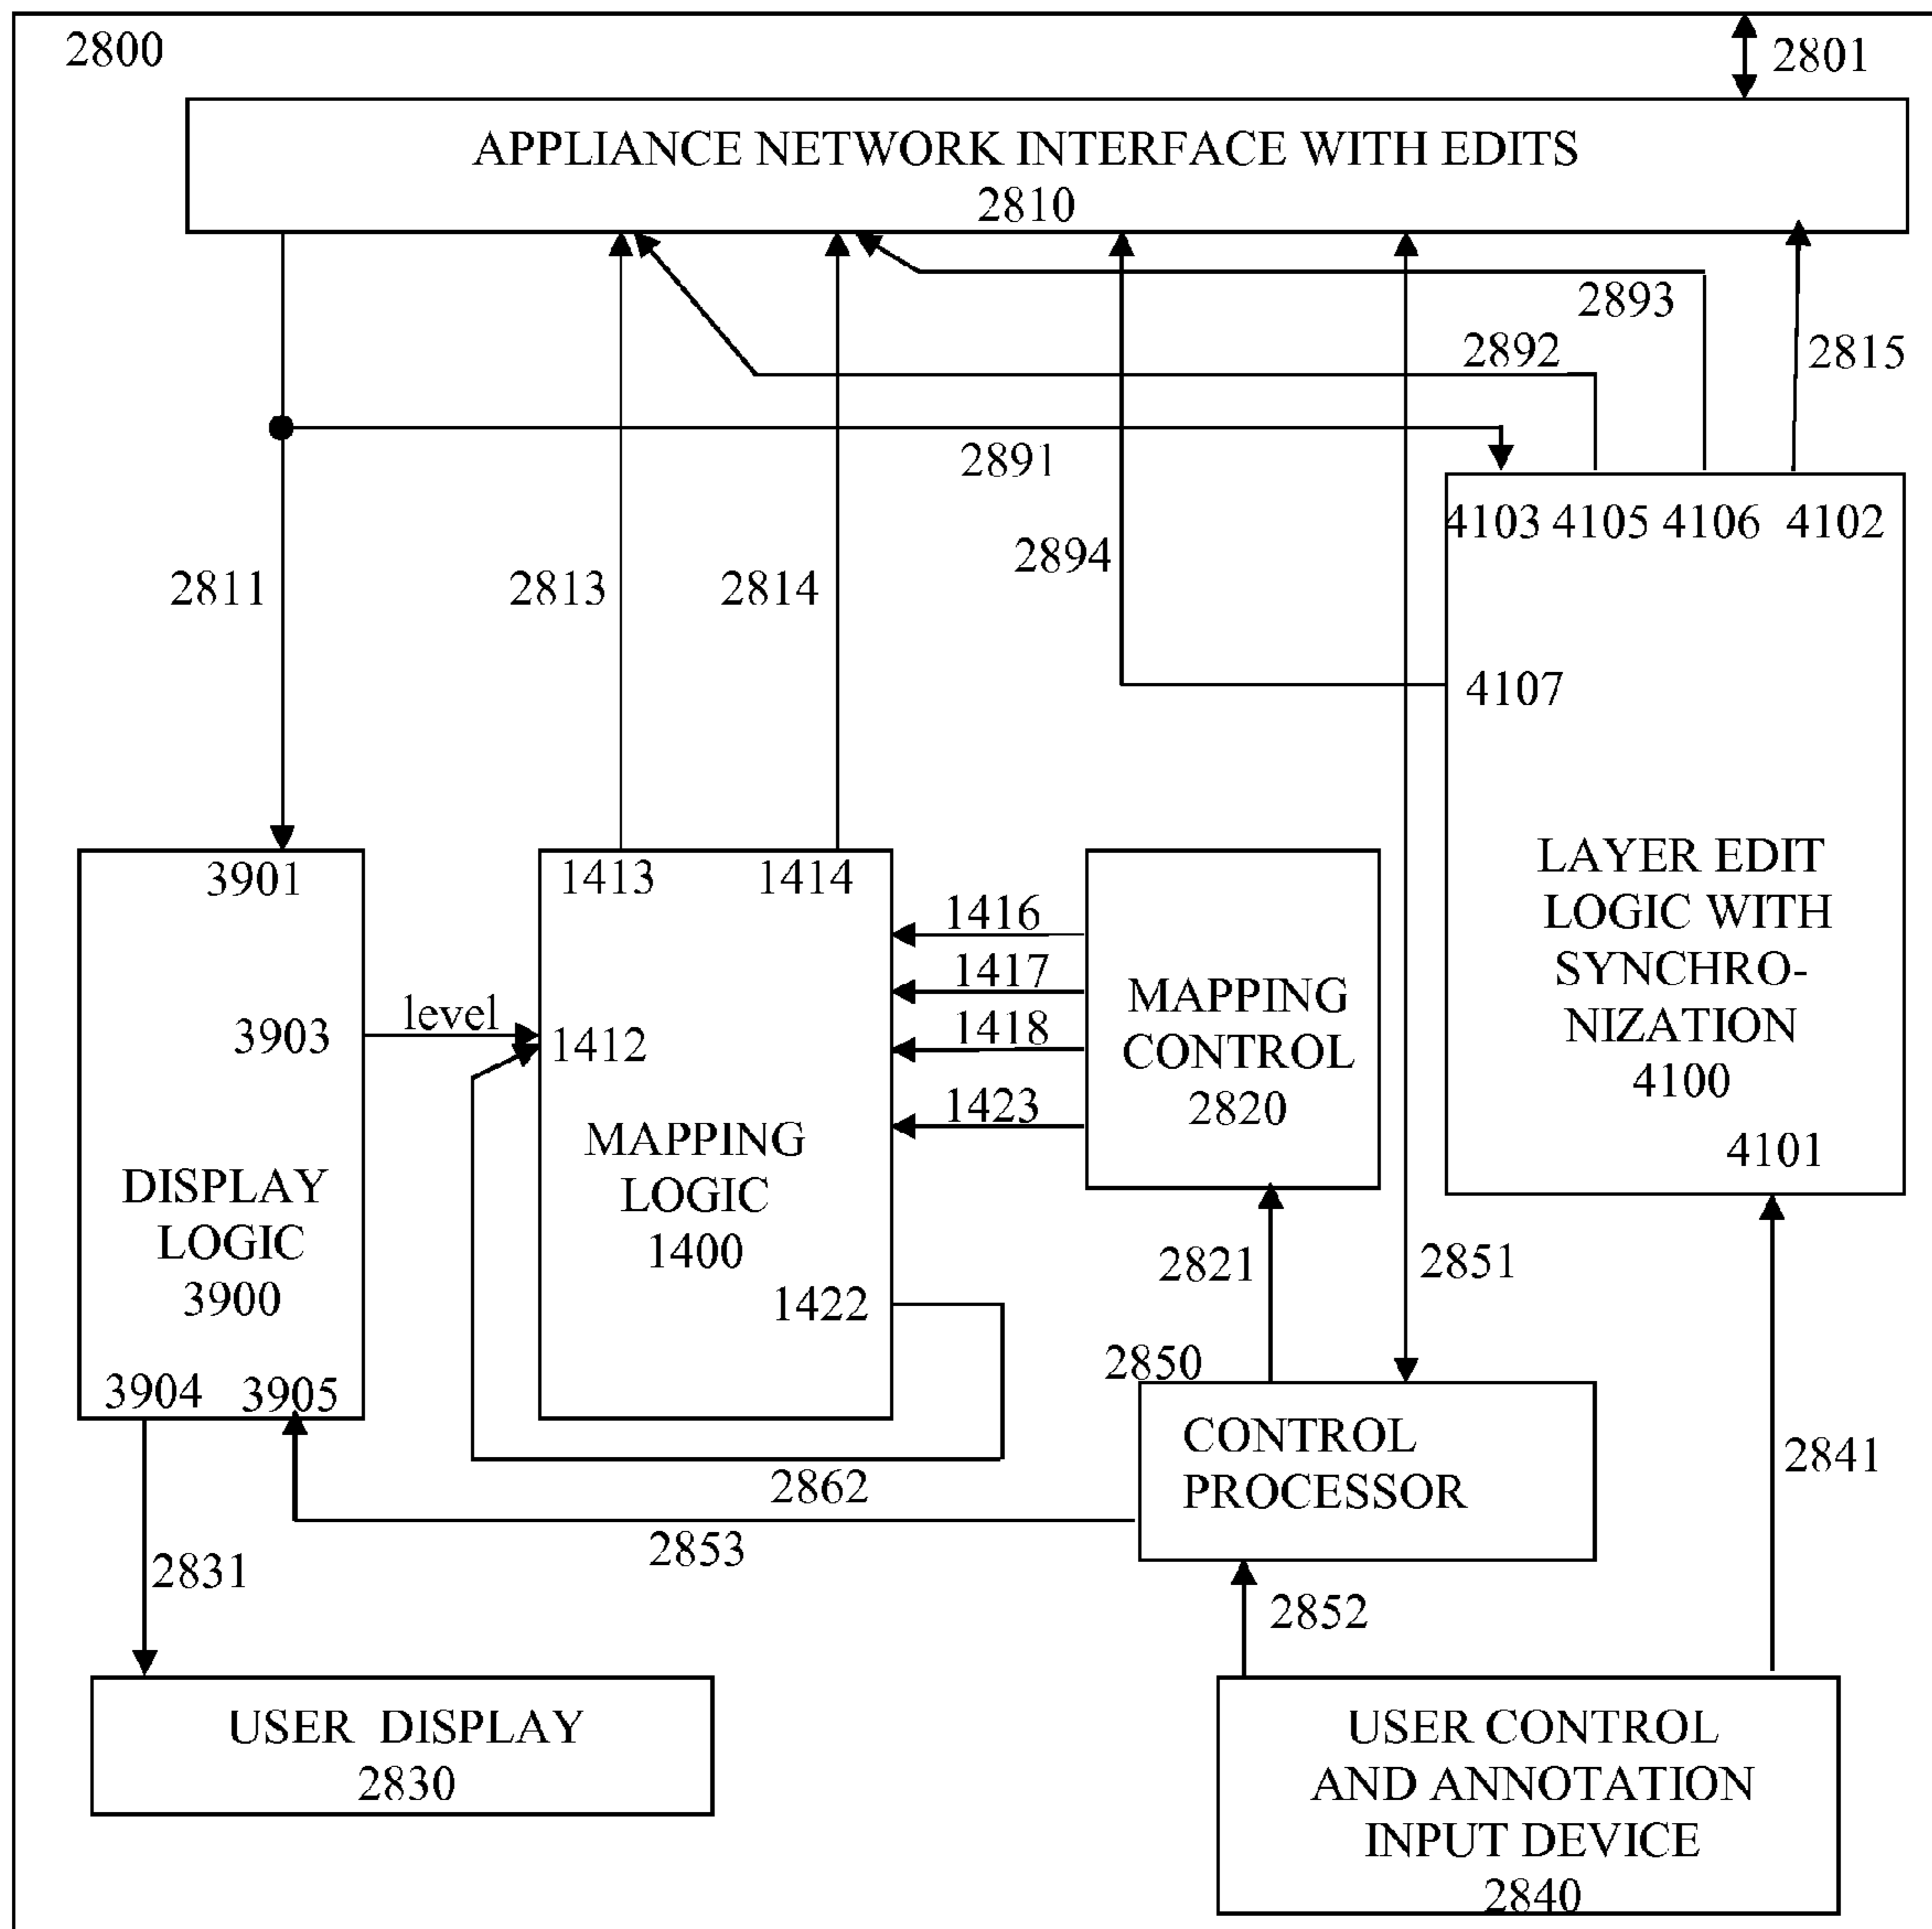 2800
2801
APPLIANCE NETWORK INTERFACE WITH EDITS
2810
2893
2892
2815
2891
4103 4105 4106 4102
2894
2811
2813
2814
4107
3901
1413
1414
1416
1417
1418
1423
level
3903
1412
MAPPING
CONTROL
2820
LAYER EDIT
LOGIC WITH
SYNCHRO-
NIZATION
4100
4101
MAPPING
LOGIC
1400
DISPLAY
LOGIC
3900
1422
2821
2851
3904
3905
2850
CONTROL
PROCESSOR
2841
2862
2853
2831
2852
USER DISPLAY
2830
USER CONTROL
AND ANNOTATION
INPUT DEVICE
2840